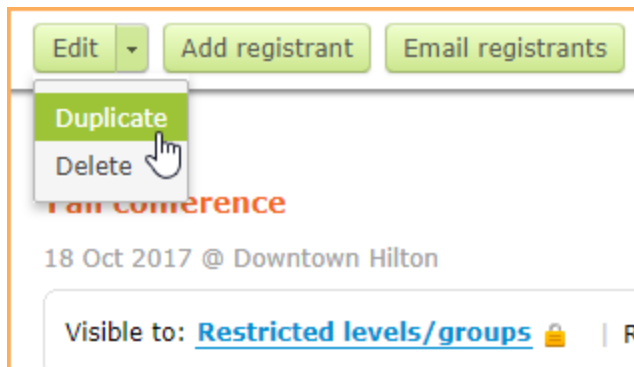 Edit Add registrant Email registrants
Duplicate
Delete
Fall conference
18 Oct 2017 @ Downtown Hilton
Visible to: Restricted levels/groups | R